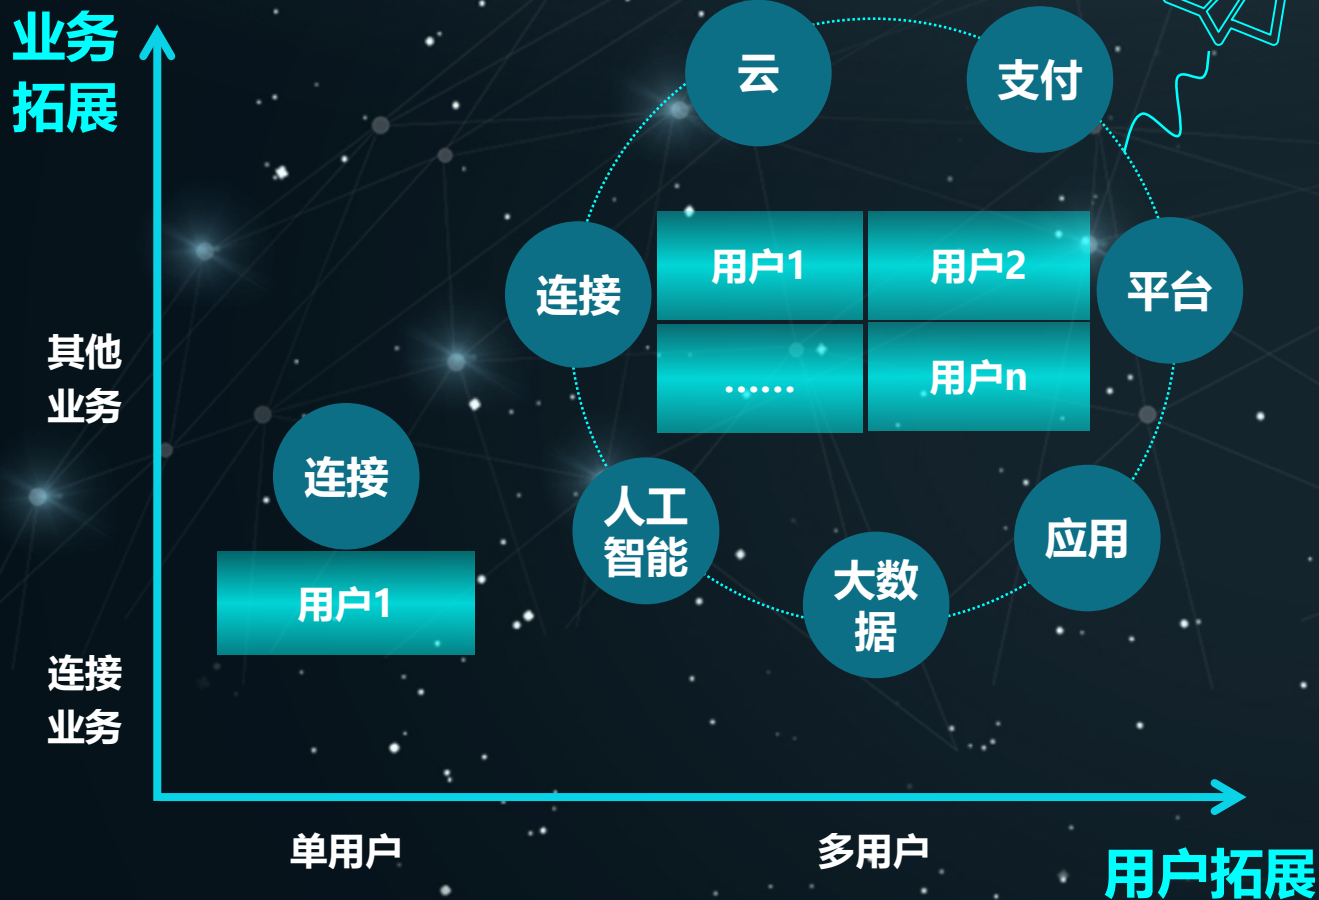 业务
拓展
云
支付
连接
用户1
用户2
平台
……
用户n
其他
业务
连接
用户1
人工
智能
大数
据
应用
连接
业务
单用户
多用户
用户拓展